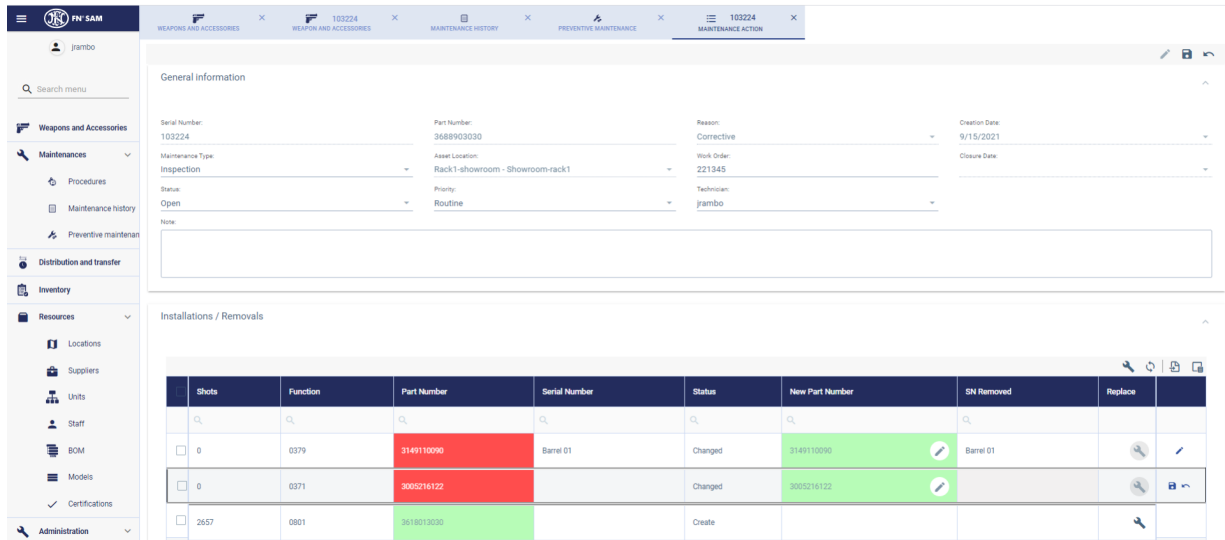 FN® SAM
WEAPONS AND ACCESSORIES
103224
WEAPON AND ACCESSORIES
MAINTENANCE HISTORY
PREVENTIVE MAINTENANCE
103224
MAINTENANCE ACTION
jrambo
Search menu
Weapons and Accessories
Maintenances
Procedures
Maintenance history
Preventive maintenan
Distribution and transfer
Inventory
Resources
Locations
Suppliers
Units
Staff
BOM
Models
Certifications
Administration
General information
Serial Number: Part Number: Reason: Creation Date:
103224 3688903030 Corrective 9/15/2021
Maintenance Type: Asset Location: Work Order: Closure Date:
Inspection Rack1-showroom - Showroom-rack1 221345
Status: Priority: Technician:
Open Routine jrambo
Note:
Installations / Removals
Shots Function Part Number Serial Number Status New Part Number SN Removed Replace
0 0379 3149110090 Barrel 01 Changed 3149110090 Barrel 01
0 0371 3005216122 Changed 3005216122
2657 0801 3618013030 Create